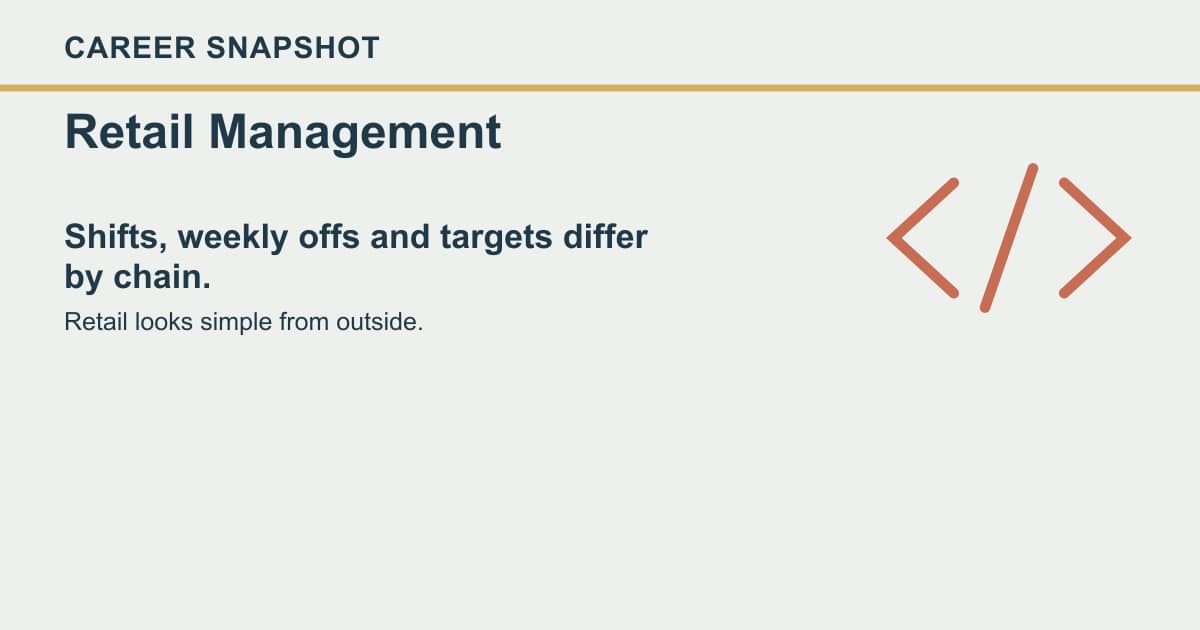 CAREER SNAPSHOT
Retail Management
Shifts, weekly offs and targets differ
by chain.
Retail looks simple from outside.